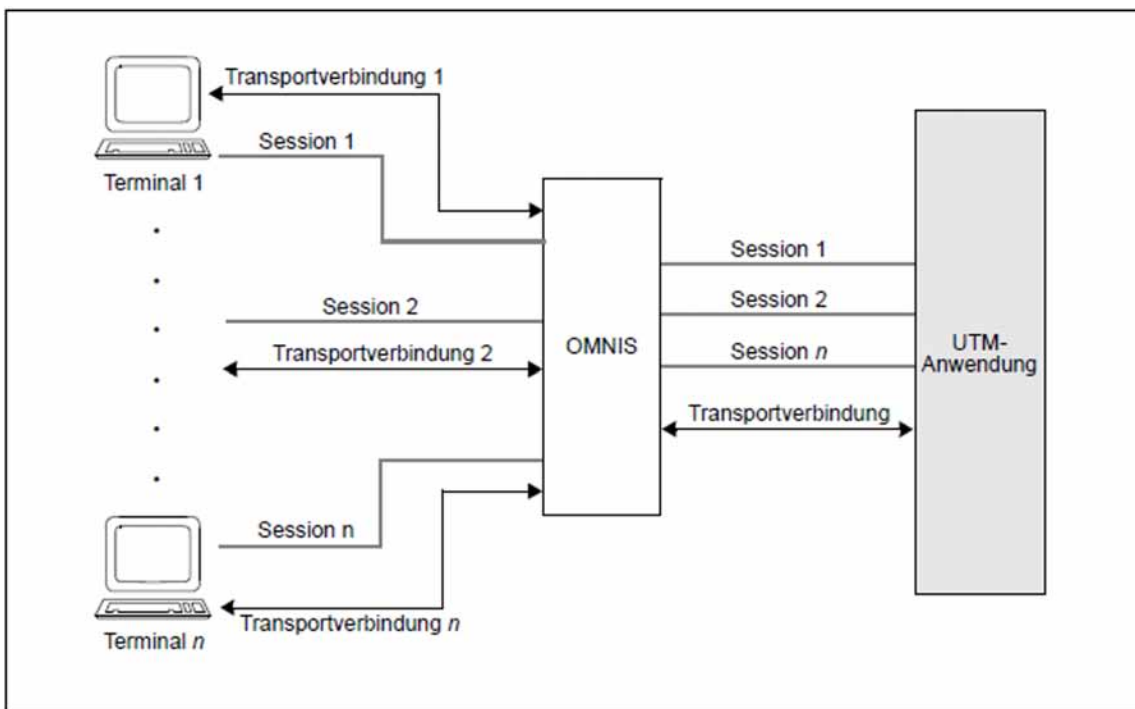 Transportverbindung 1
Session 1
Terminal 1
Session 2
Transportverbindung 2
Session n
Transportverbindung n
Terminal n
OMNIS
Session 1
Session 2
Session n
Transportverbindung
UTM-
Anwendung